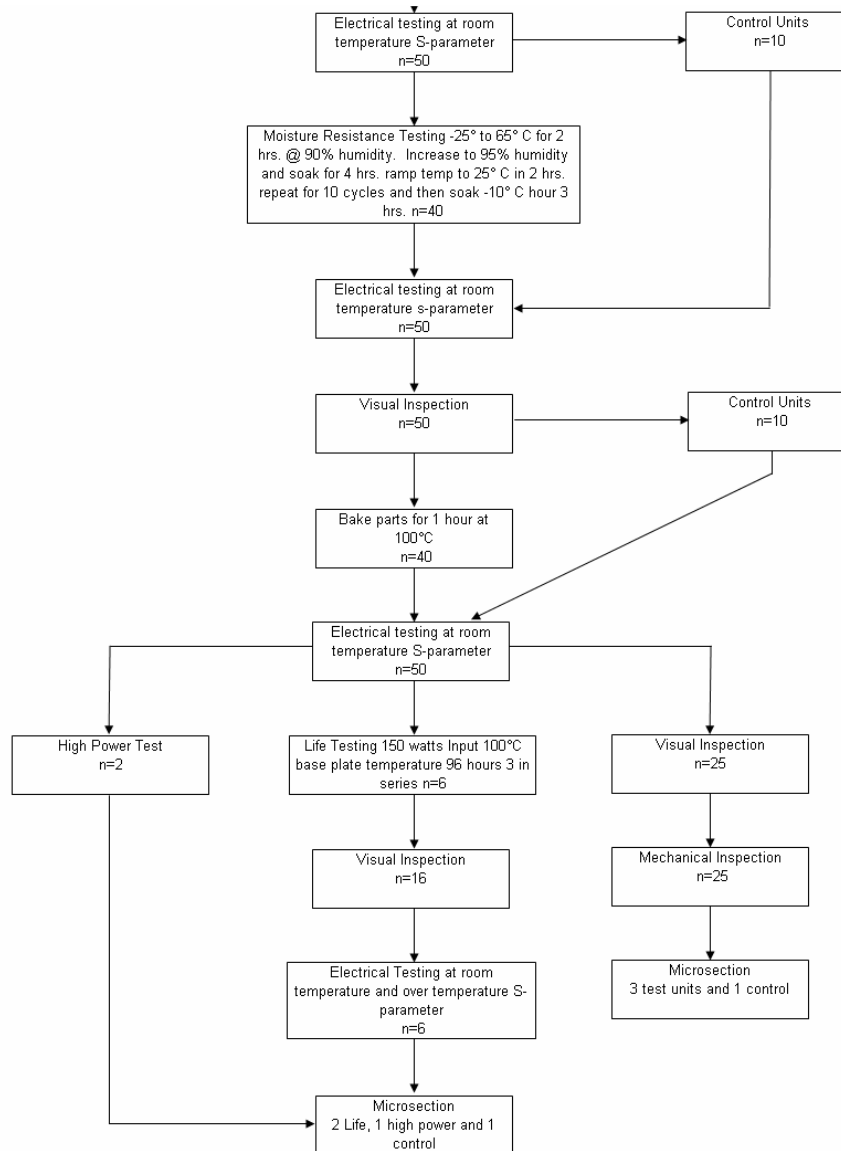 Electrical testing at room
temperature S-parameter
n=50
Control Units
n=10
Moisture Resistance Testing -25° to 65° C for 2
hrs. @ 90% humidity. Increase to 95% humidity
and soak for 4 hrs. ramp temp to 25° C in 2 hrs.
repeat for 10 cycles and then soak -10° C hour 3
hrs. n=40
Electrical testing at room
temperature s-parameter
n=50
Visual Inspection
n=50
Control Units
n=10
Bake parts for 1 hour at
100°C
n=40
Electrical testing at room
temperature S-parameter
n=50
High Power Test
n=2
Life Testing 150 watts Input 100°C
base plate temperature 96 hours 3 in
series n=6
Visual Inspection
n=25
Visual Inspection
n=16
Mechanical Inspection
n=25
Electrical Testing at room
temperature and over temperature S-
parameter
n=6
Microsection
3 test units and 1 control
Microsection
2 Life, 1 high power and 1
control